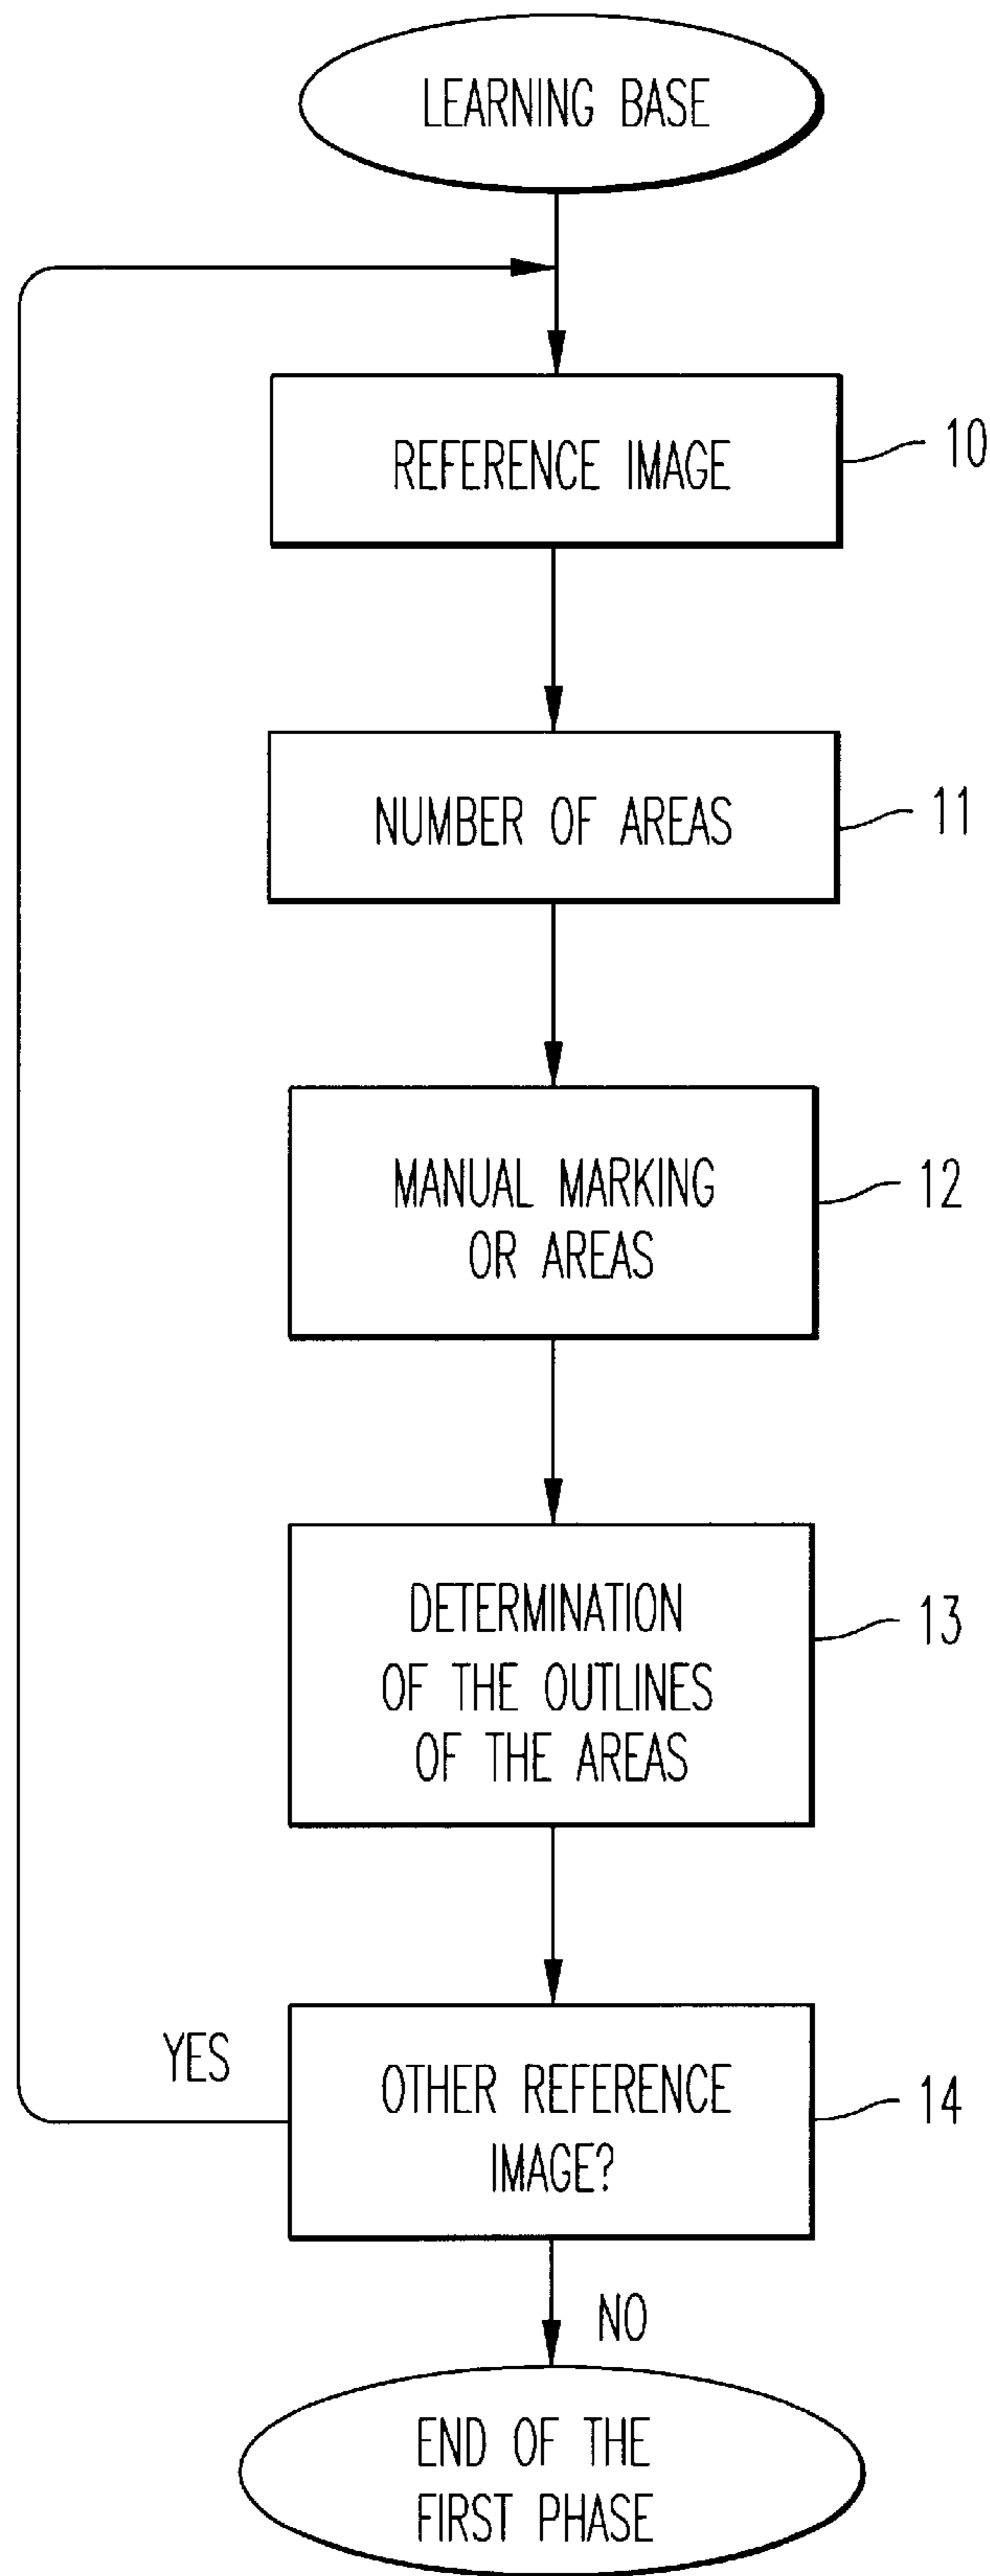 LEARNING BASE
REFERENCE IMAGE
10
NUMBER OF AREAS
11
MANUAL MARKING
OR AREAS
12
DETERMINATION
OF THE OUTLINES
OF THE AREAS
13
YES
OTHER REFERENCE
IMAGE?
14
NO
END OF THE
FIRST PHASE